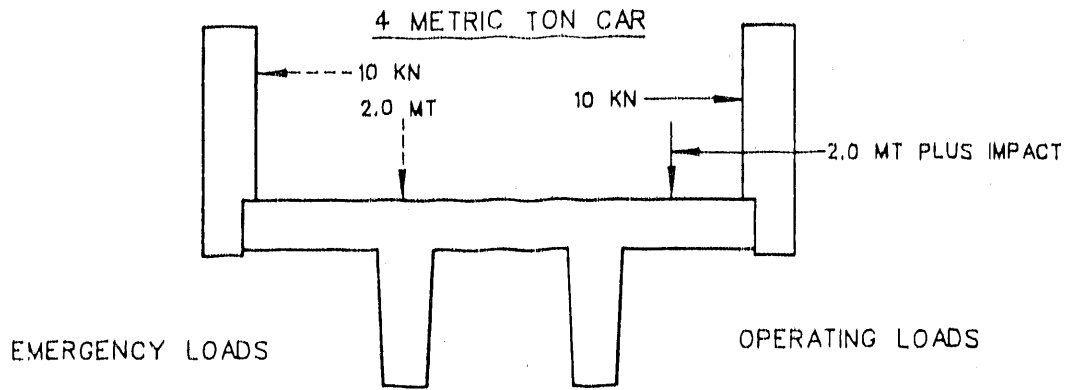 4 METRIC TON CAR
10 KN
2.0 MT
10 KN
2.0 MT PLUS IMPACT
EMERGENCY LOADS
OPERATING LOADS